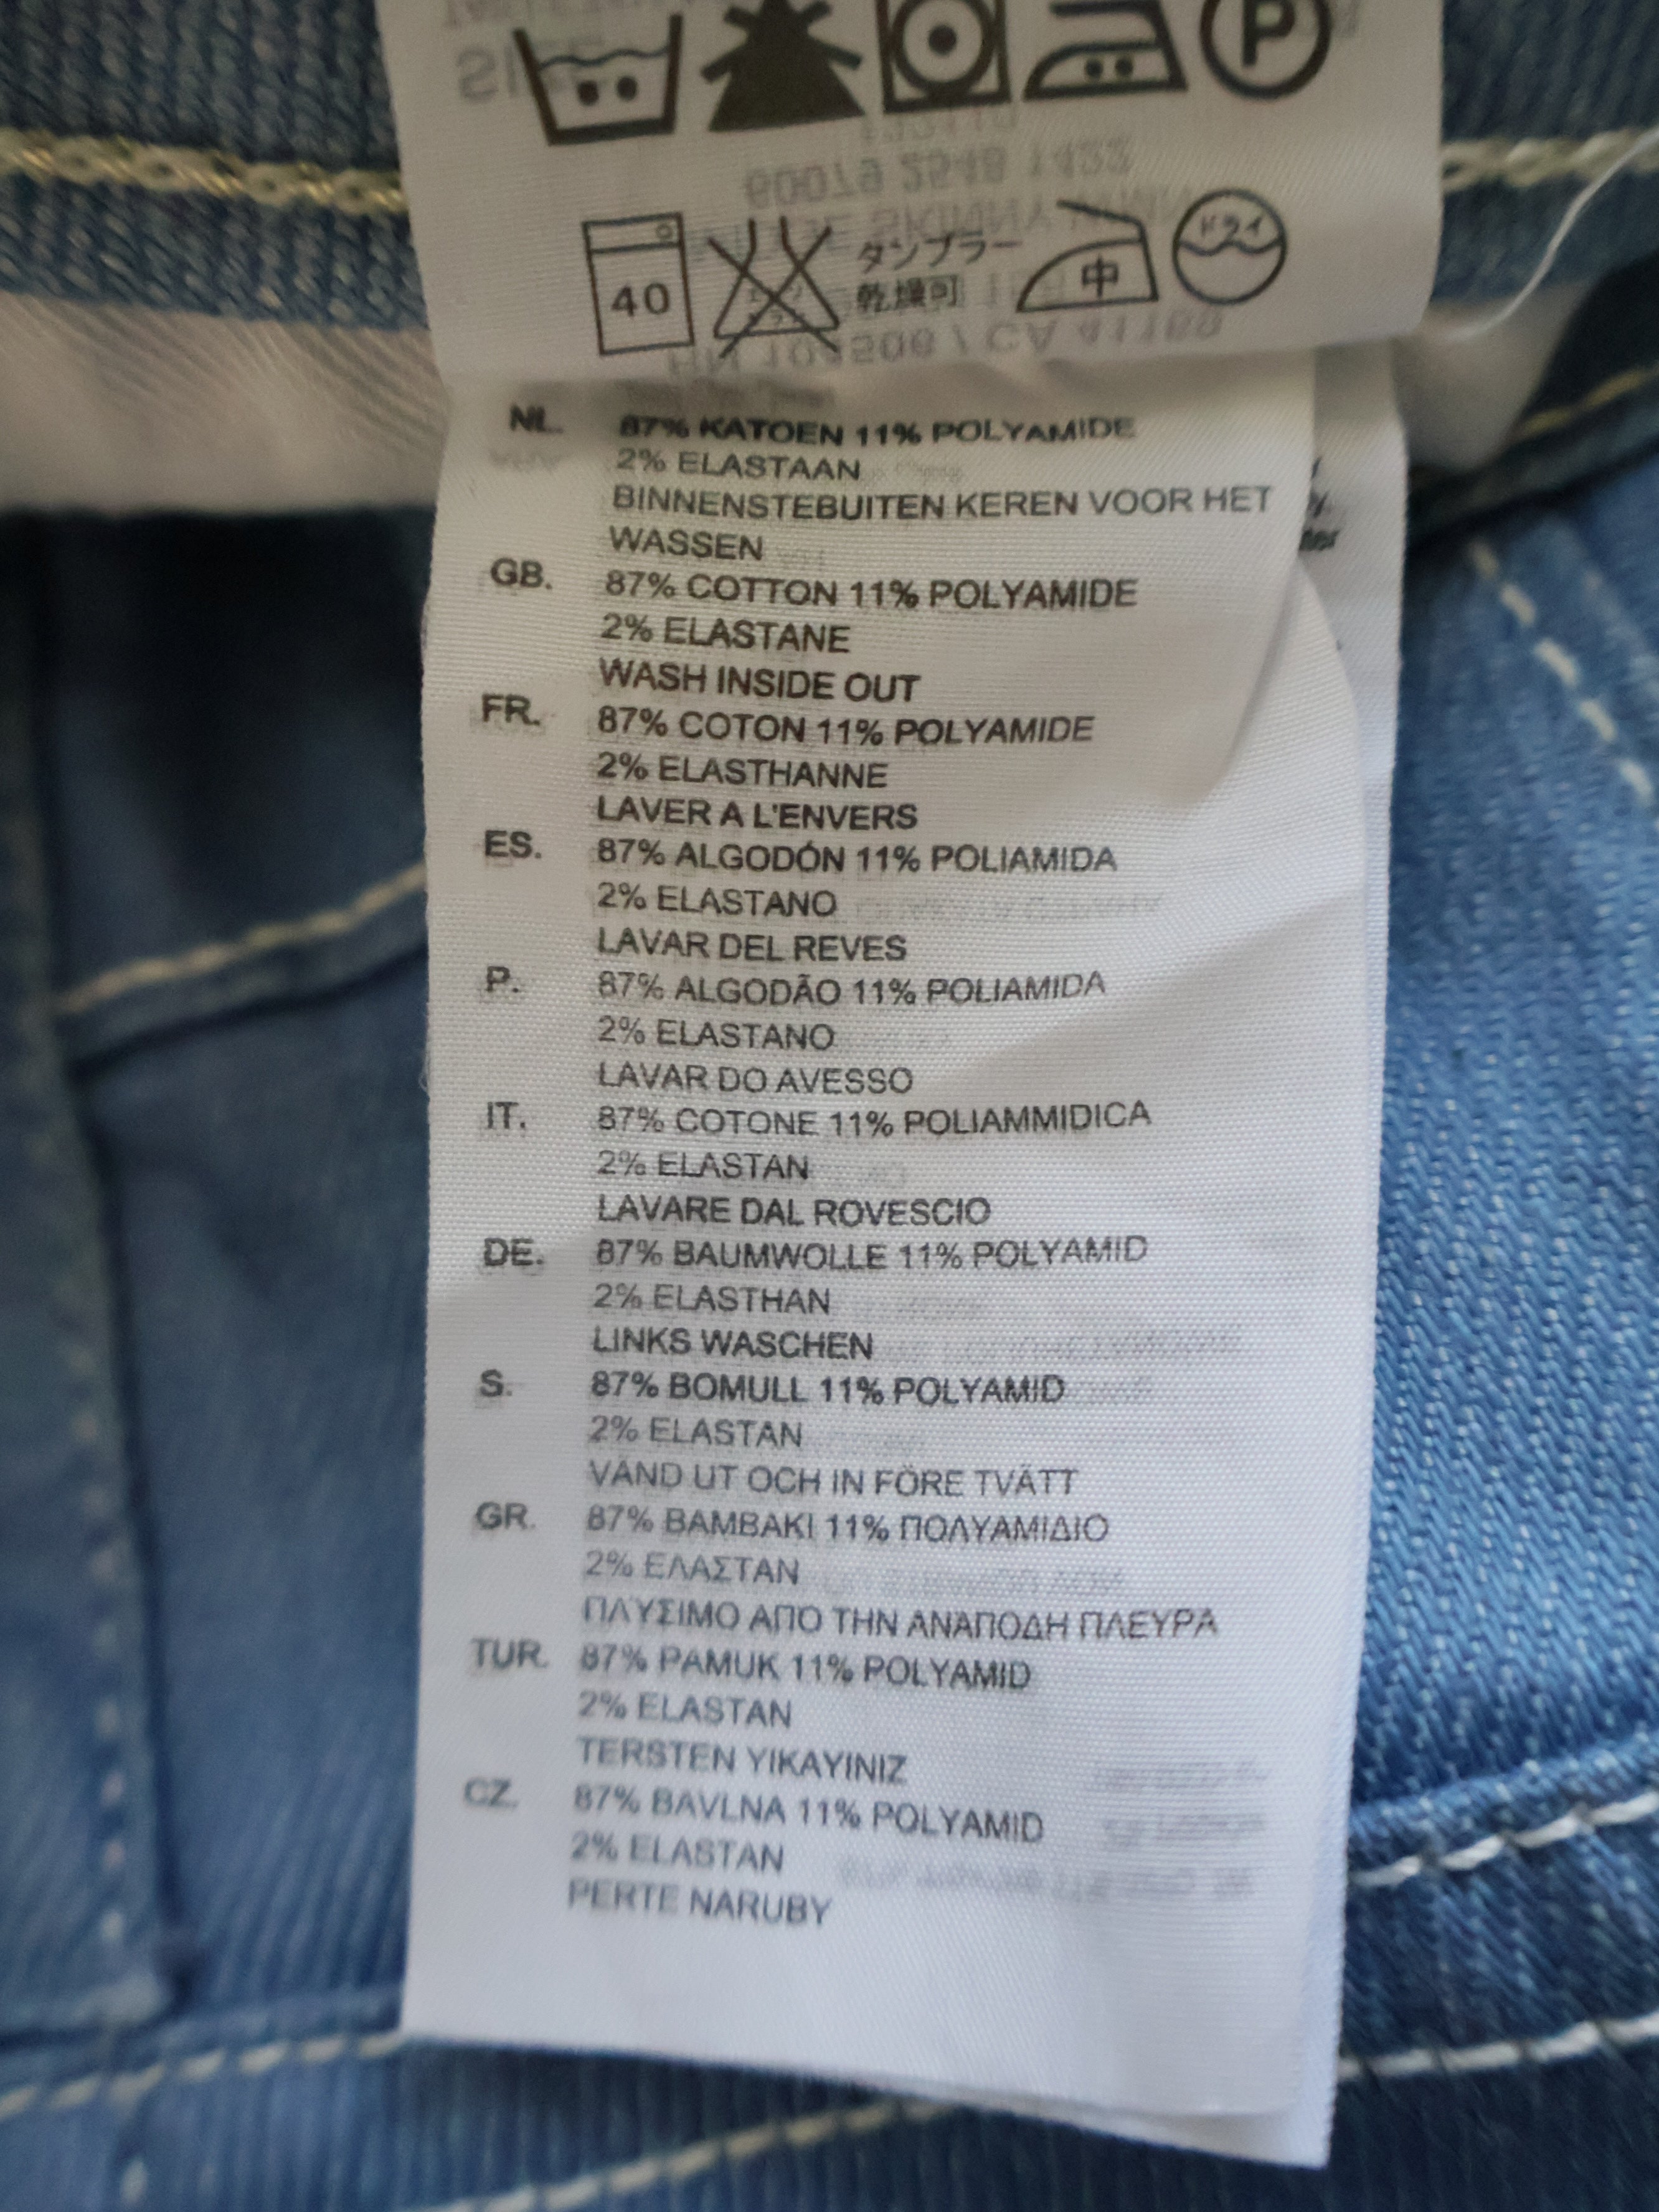 P
40
タンブラー
乾燥可
中
ドライ
NL. 87% KATOEN 11% POLYAMIDE
2% ELASTAAN
BINNENSTEBUITEN KEREN VOOR HET
WASSEN
GB. 87% COTTON 11% POLYAMIDE
2% ELASTANE
WASH INSIDE OUT
FR. 87% COTON 11% POLYAMIDE
2% ELASTHANNE
LAVER A L'ENVERS
ES. 87% ALGODÓN 11% POLIAMIDA
2% ELASTANO
LAVAR DEL REVES
P. 87% ALGODÃO 11% POLIAMIDA
2% ELASTANO
LAVAR DO AVESSO
IT. 87% COTONE 11% POLIAMMIDICA
2% ELASTAN
LAVARE DAL ROVESCIO
DE. 87% BAUMWOLLE 11% POLYAMID
2% ELASTHAN
LINKS WASCHEN
S. 87% BOMULL 11% POLYAMID
2% ELASTAN
VAND UT OCH IN FÖRE TVÄTT
GR. 87% ΒΑΜΒΑΚΙ 11% ΠΟΛΥΑΜΙΔΙΟ
2% ΕΛΑΣΤΑΝ
ΠΛΥΣΙΜΟ ΑΠΟ ΤΗΝ ΑΝΑΠΟΔΗ ΠΛΕΥΡΑ
TUR. 87% PAMUK 11% POLYAMID
2% ELASTAN
TERSTEN YIKAYINIZ
CZ. 87% BAVLNA 11% POLYAMID
2% ELASTAN
PERTE NARUBY